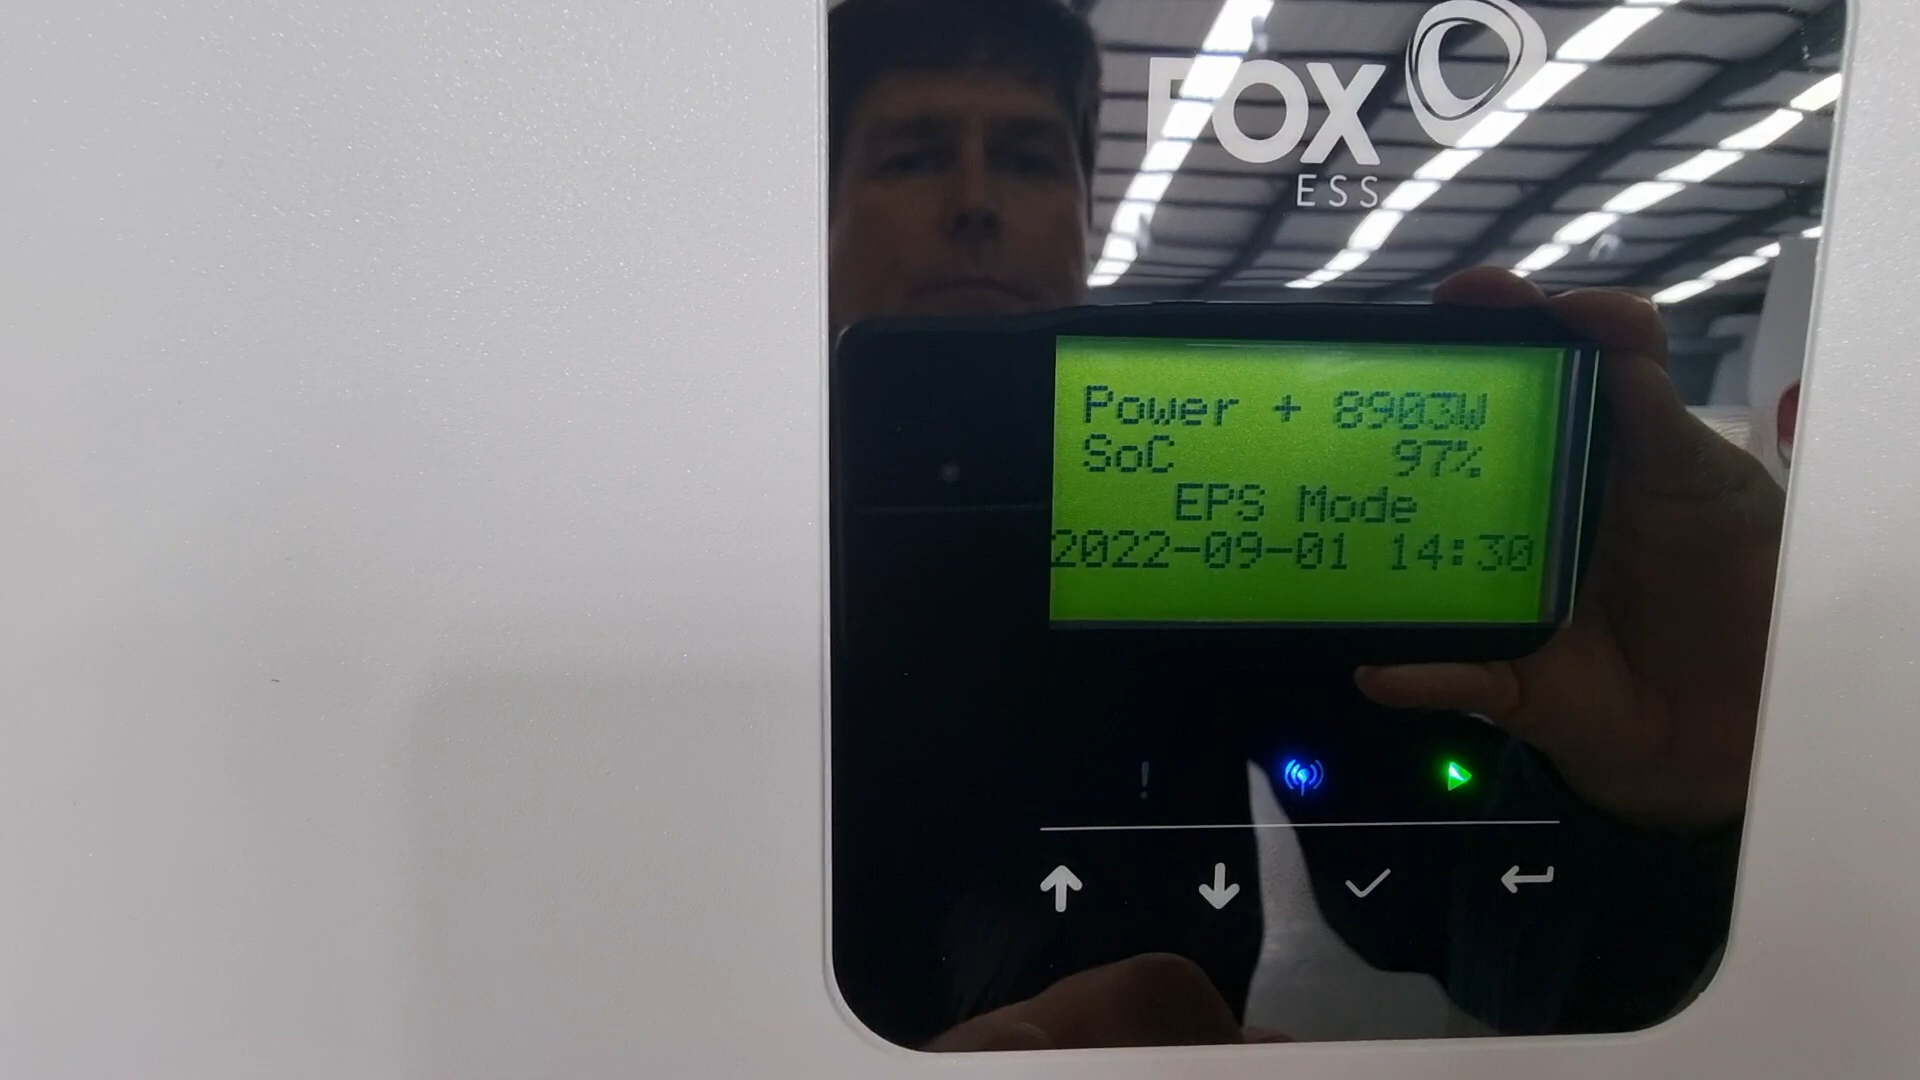 FOX
ESS
Power + 8903W
SoC 97%
EPS Mode
2022-09-01 14:30